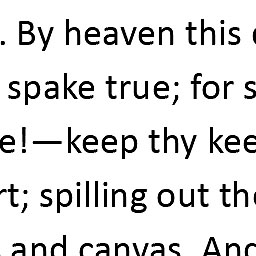 . By heaven this
spake true; for s
e!—keep thy kee
rt; spilling out the
and canvas. And